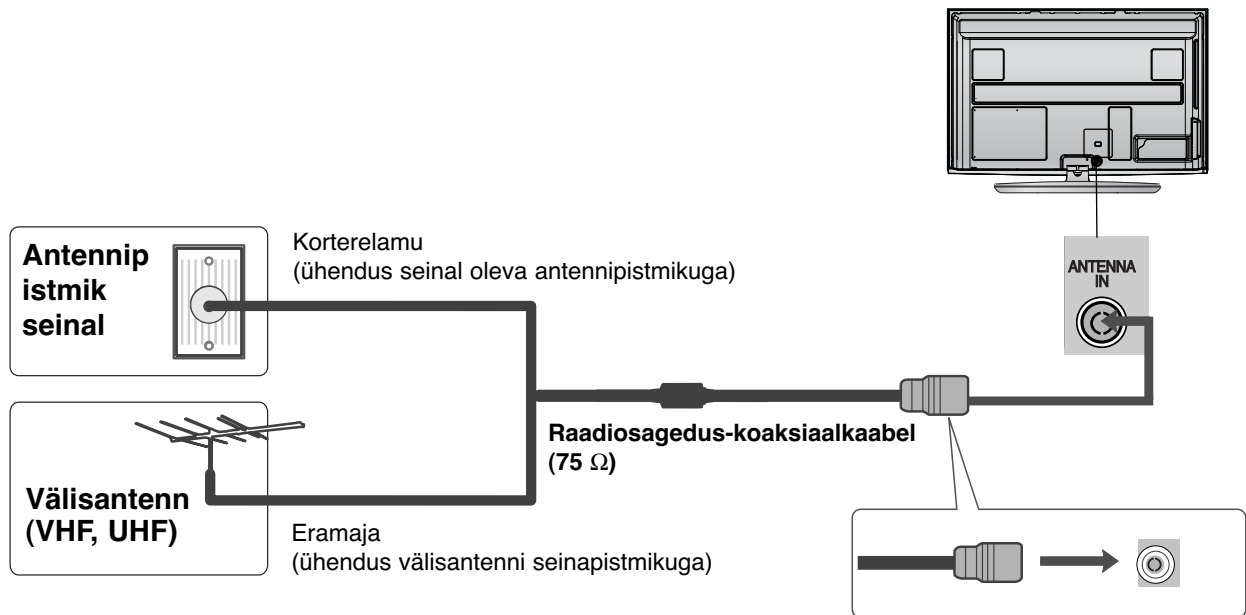 Antennip
istmik
seinal
Korterelamu
(ühendus seinal oleva antennipistmikuga)
ANTENNA
IN
Raadiosagedus-koaksiaalkaabel
(75 Ω)
Välisantenn
(VHF, UHF)
Eramaja
(ühendus välisantenni seinapistmikuga)